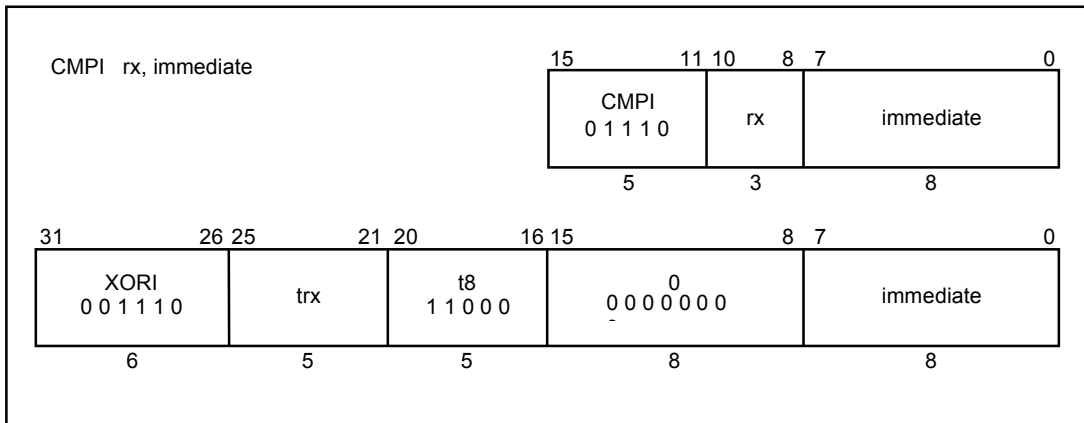 CMPI rx, immediate
15 11 10 8 7 0
CMPI rx immediate
0 1 1 1 0
5 3 8
31 26 25 21 20 16 15 8 7 0
XORI trx t8 0 immediate
0 0 1 1 1 0 1 1 0 0 0 0 0 0 0 0 0 0
6 5 5 8 8